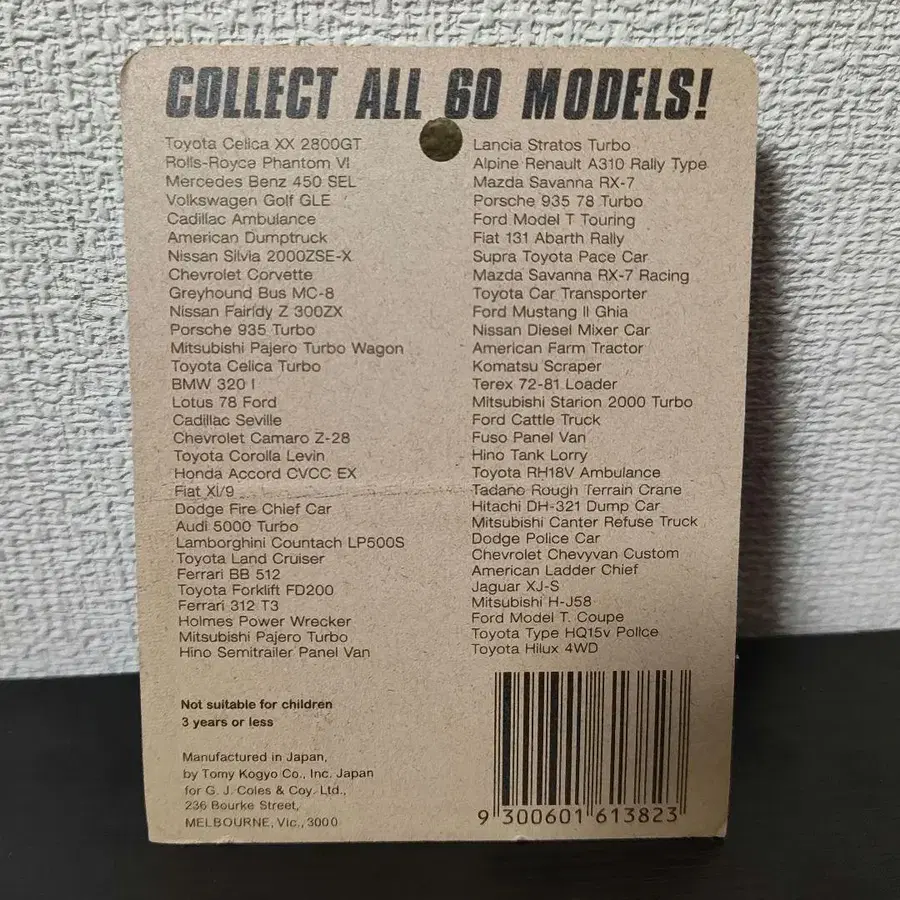 COLLECT ALL 60 MODELS!
Toyota Celica XX 2800GT
Rolls-Royce Phantom VI
Mercedes Benz 450 SEL
Volkswagen Golf GLE
Cadillac Ambulance
American Dumptruck
Nissan Silvia 2000ZSE-X
Chevrolet Corvette
Greyhound Bus MC-8
Nissan Fairldy Z 300ZX
Porsche 935 Turbo
Mitsubishi Pajero Turbo Wagon
Toyota Celica Turbo
BMW 320 I
Lotus 78 Ford
Cadillac Seville
Chevrolet Camaro Z-28
Toyota Corolla Levin
Honda Accord CVCC EX
Fiat XI/9
Dodge Fire Chief Car
Audi 5000 Turbo
Lamborghini Countach LP500S
Toyota Land Cruiser
Ferrari BB 512
Toyota Forklift FD200
Ferrari 312 T3
Holmes Power Wrecker
Mitsubishi Pajero Turbo
Hino Semitrailer Panel Van
Lancia Stratos Turbo
Alpine Renault A310 Rally Type
Mazda Savanna RX-7
Porsche 935 78 Turbo
Ford Model T Touring
Fiat 131 Abarth Rally
Supra Toyota Pace Car
Mazda Savanna RX-7 Racing
Toyota Car Transporter
Ford Mustang II Ghia
Nissan Diesel Mixer Car
American Farm Tractor
Komatsu Scraper
Terex 72-81 Loader
Mitsubishi Starion 2000 Turbo
Ford Cattle Truck
Fuso Panel Van
Hino Tank Lorry
Toyota RH18V Ambulance
Tadano Rough Terrain Crane
Hitachi DH-321 Dump Car
Mitsubishi Canter Refuse Truck
Dodge Police Car
Chevrolet Chevyvan Custom
American Ladder Chief
Jaguar XJ-S
Mitsubishi H-J58
Ford Model T. Coupe
Toyota Type HQ15v Police
Toyota Hilux 4WD
Not suitable for children
3 years or less
Manufactured in Japan,
by Tomy Kogyo Co., Inc. Japan
for G. J. Coles & Coy. Ltd.,
236 Bourke Street,
MELBOURNE, Vic., 3000
9 300601 613823